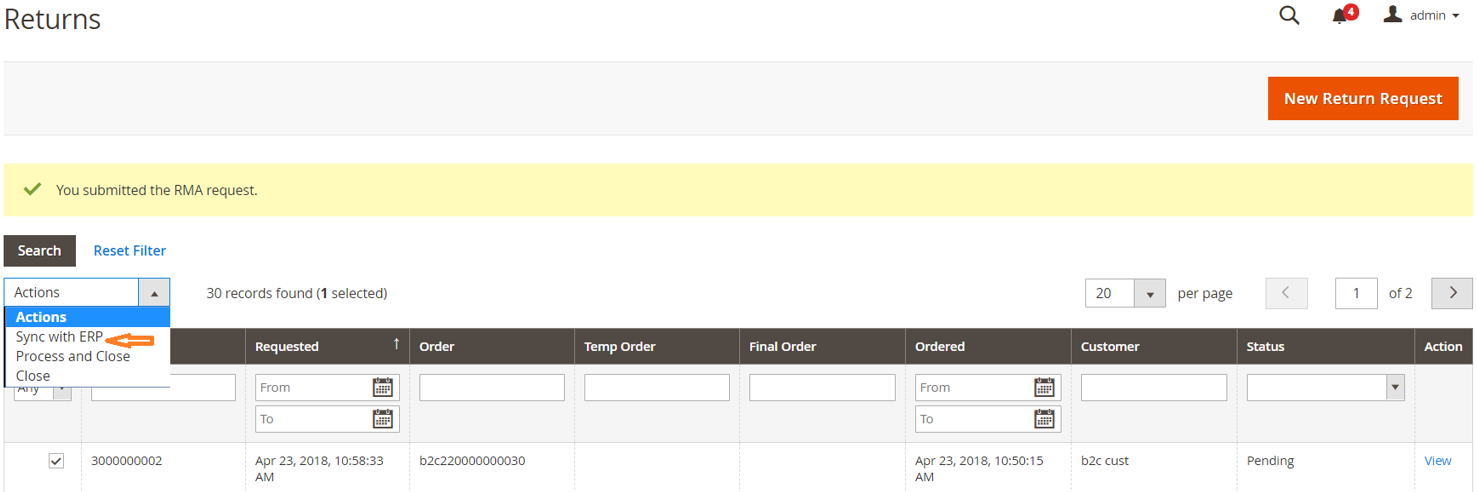 Returns
4
admin
New Return Request
You submitted the RMA request.
Search Reset Filter
Actions 30 records found (1 selected) 20 per page 1 of 2
Actions
Sync with ERP
Process and Close
Close
Requested ↑ Order Temp Order Final Order Ordered Customer Status Action
Any From From
To To
3000000002 Apr 23, 2018, 10:58:33 b2c220000000030 Apr 23, 2018, 10:50:15 b2c cust Pending View
AM AM